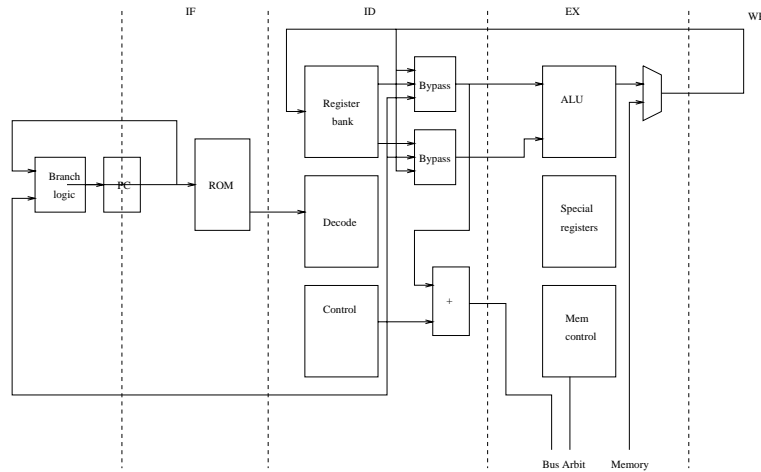 IF
ID
EX
WB
Register
bank
Bypass
ALU
Bypass
Branch
logic
PC
ROM
Decode
Special
registers
Control
+
Mem
control
Bus Arbit
Memory